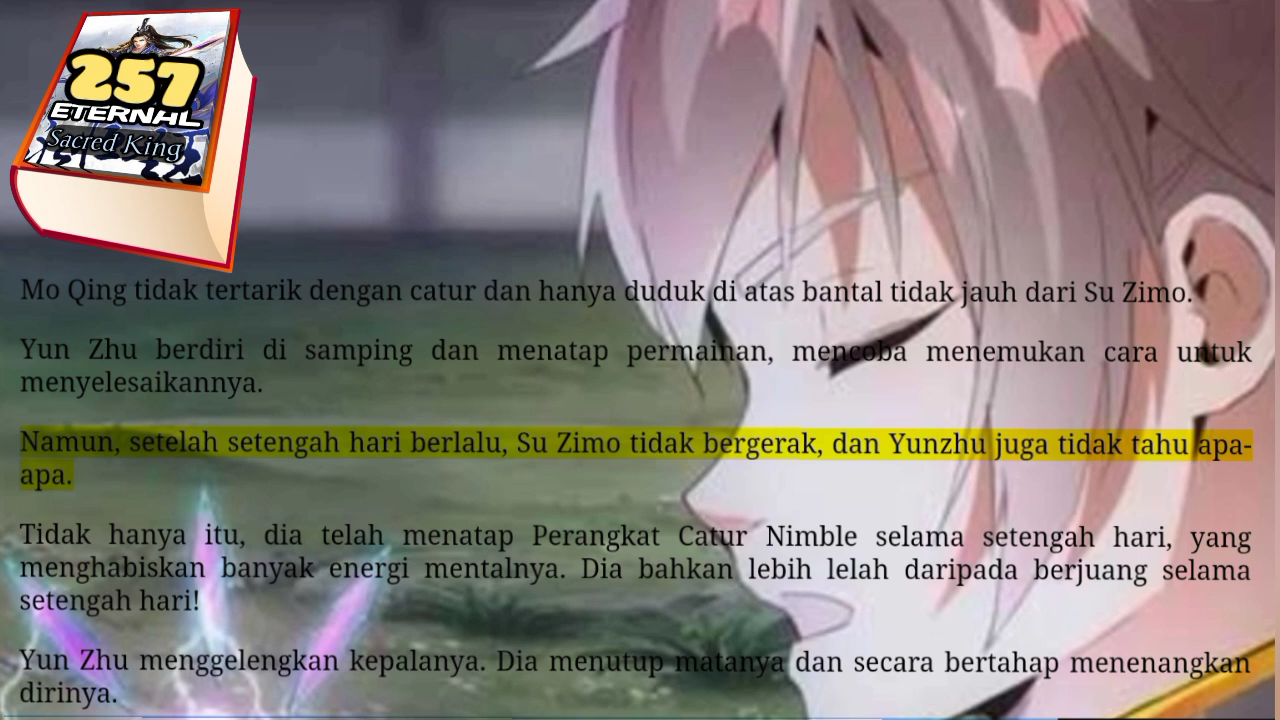 257
ETERNAL
Sacred King
Mo Qing tidak tertarik dengan catur dan hanya duduk di atas bantal tidak jauh dari Su Zimo.
Yun Zhu berdiri di samping dan menatap permainan, mencoba menemukan cara untuk
menyelesaikannya.
Namun, setelah setengah hari berlalu, Su Zimo tidak bergerak, dan Yunzhu juga tidak tahu apa-
apa.
Tidak hanya itu, dia telah menatap Perangkat Catur Nimble selama setengah hari, yang
menghabiskan banyak energi mentalnya. Dia bahkan lebih lelah daripada berjuang selama
setengah hari!
Yun Zhu menggelengkan kepalanya. Dia menutup matanya dan secara bertahap menenangkan
dirinya.